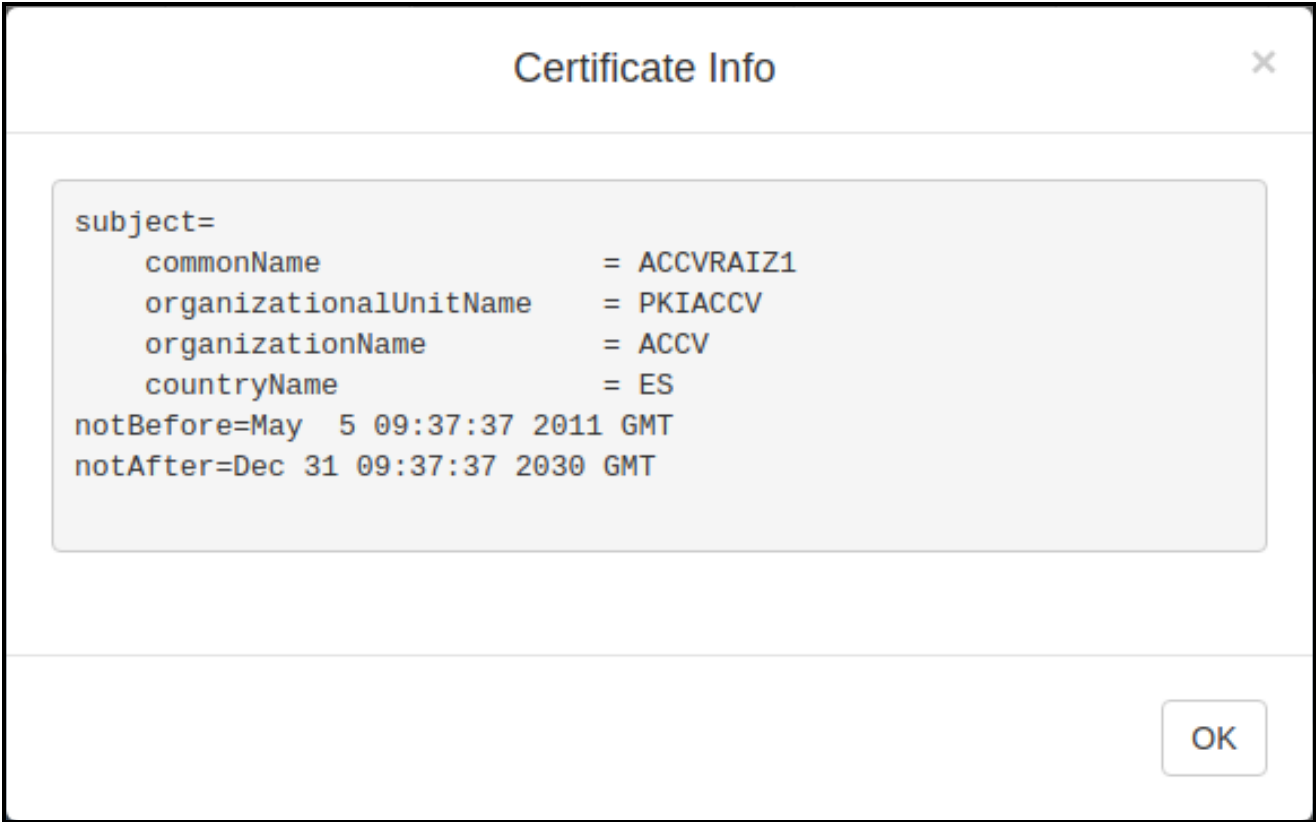 Certificate Info
×
subject=
    commonName                = ACCVRAIZ1
    organizationalUnitName    = PKIACCV
    organizationName          = ACCV
    countryName               = ES
notBefore=May  5 09:37:37 2011 GMT
notAfter=Dec 31 09:37:37 2030 GMT
OK